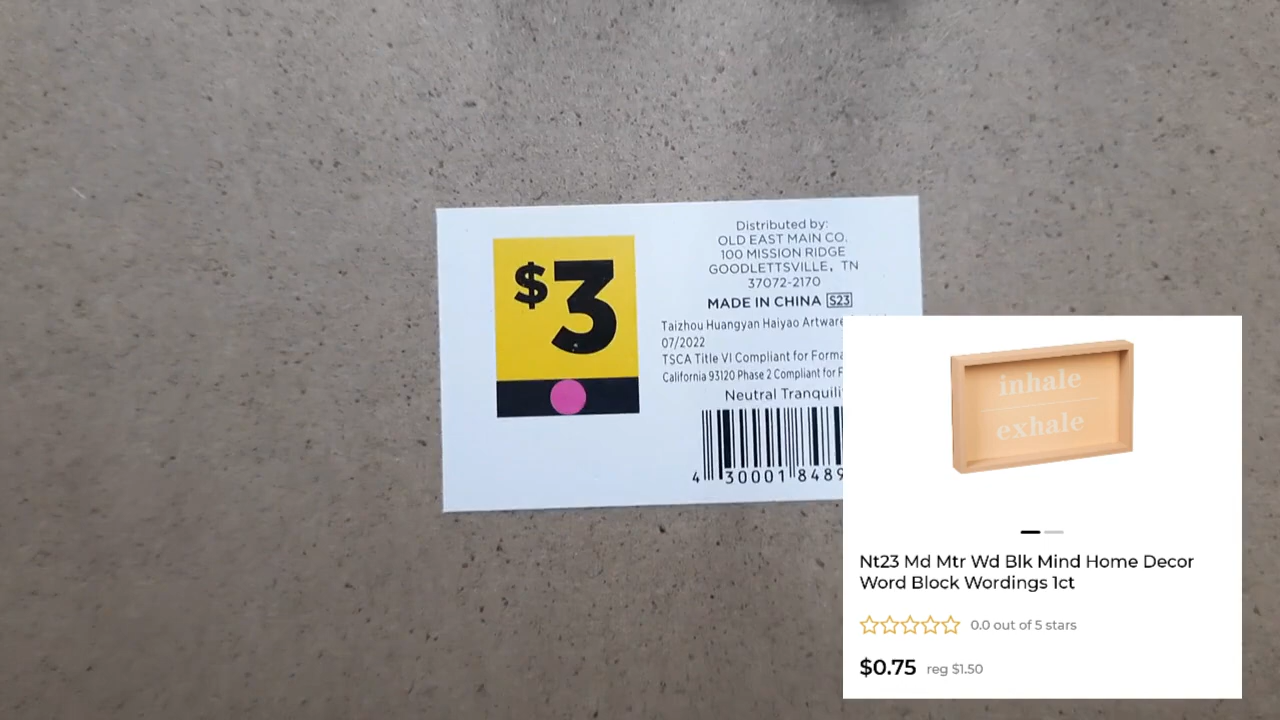 $3
Distributed by:
OLD EAST MAIN CO.
100 MISSION RIDGE
GOODLETTSVILLE, TN
37072-2170
MADE IN CHINA S23
Taizhou Huangyan Haiyao Artware
07/2022
TSCA Title VI Compliant for
California 93120 Phase 2 Compliant for
Neutral
4 30001 8489
inhale
exhale
Nt23 Md Mtr Wd Blk Mind Home Decor
Word Block Wordings 1ct
0.0 out of 5 stars
$0.75 reg $1.50